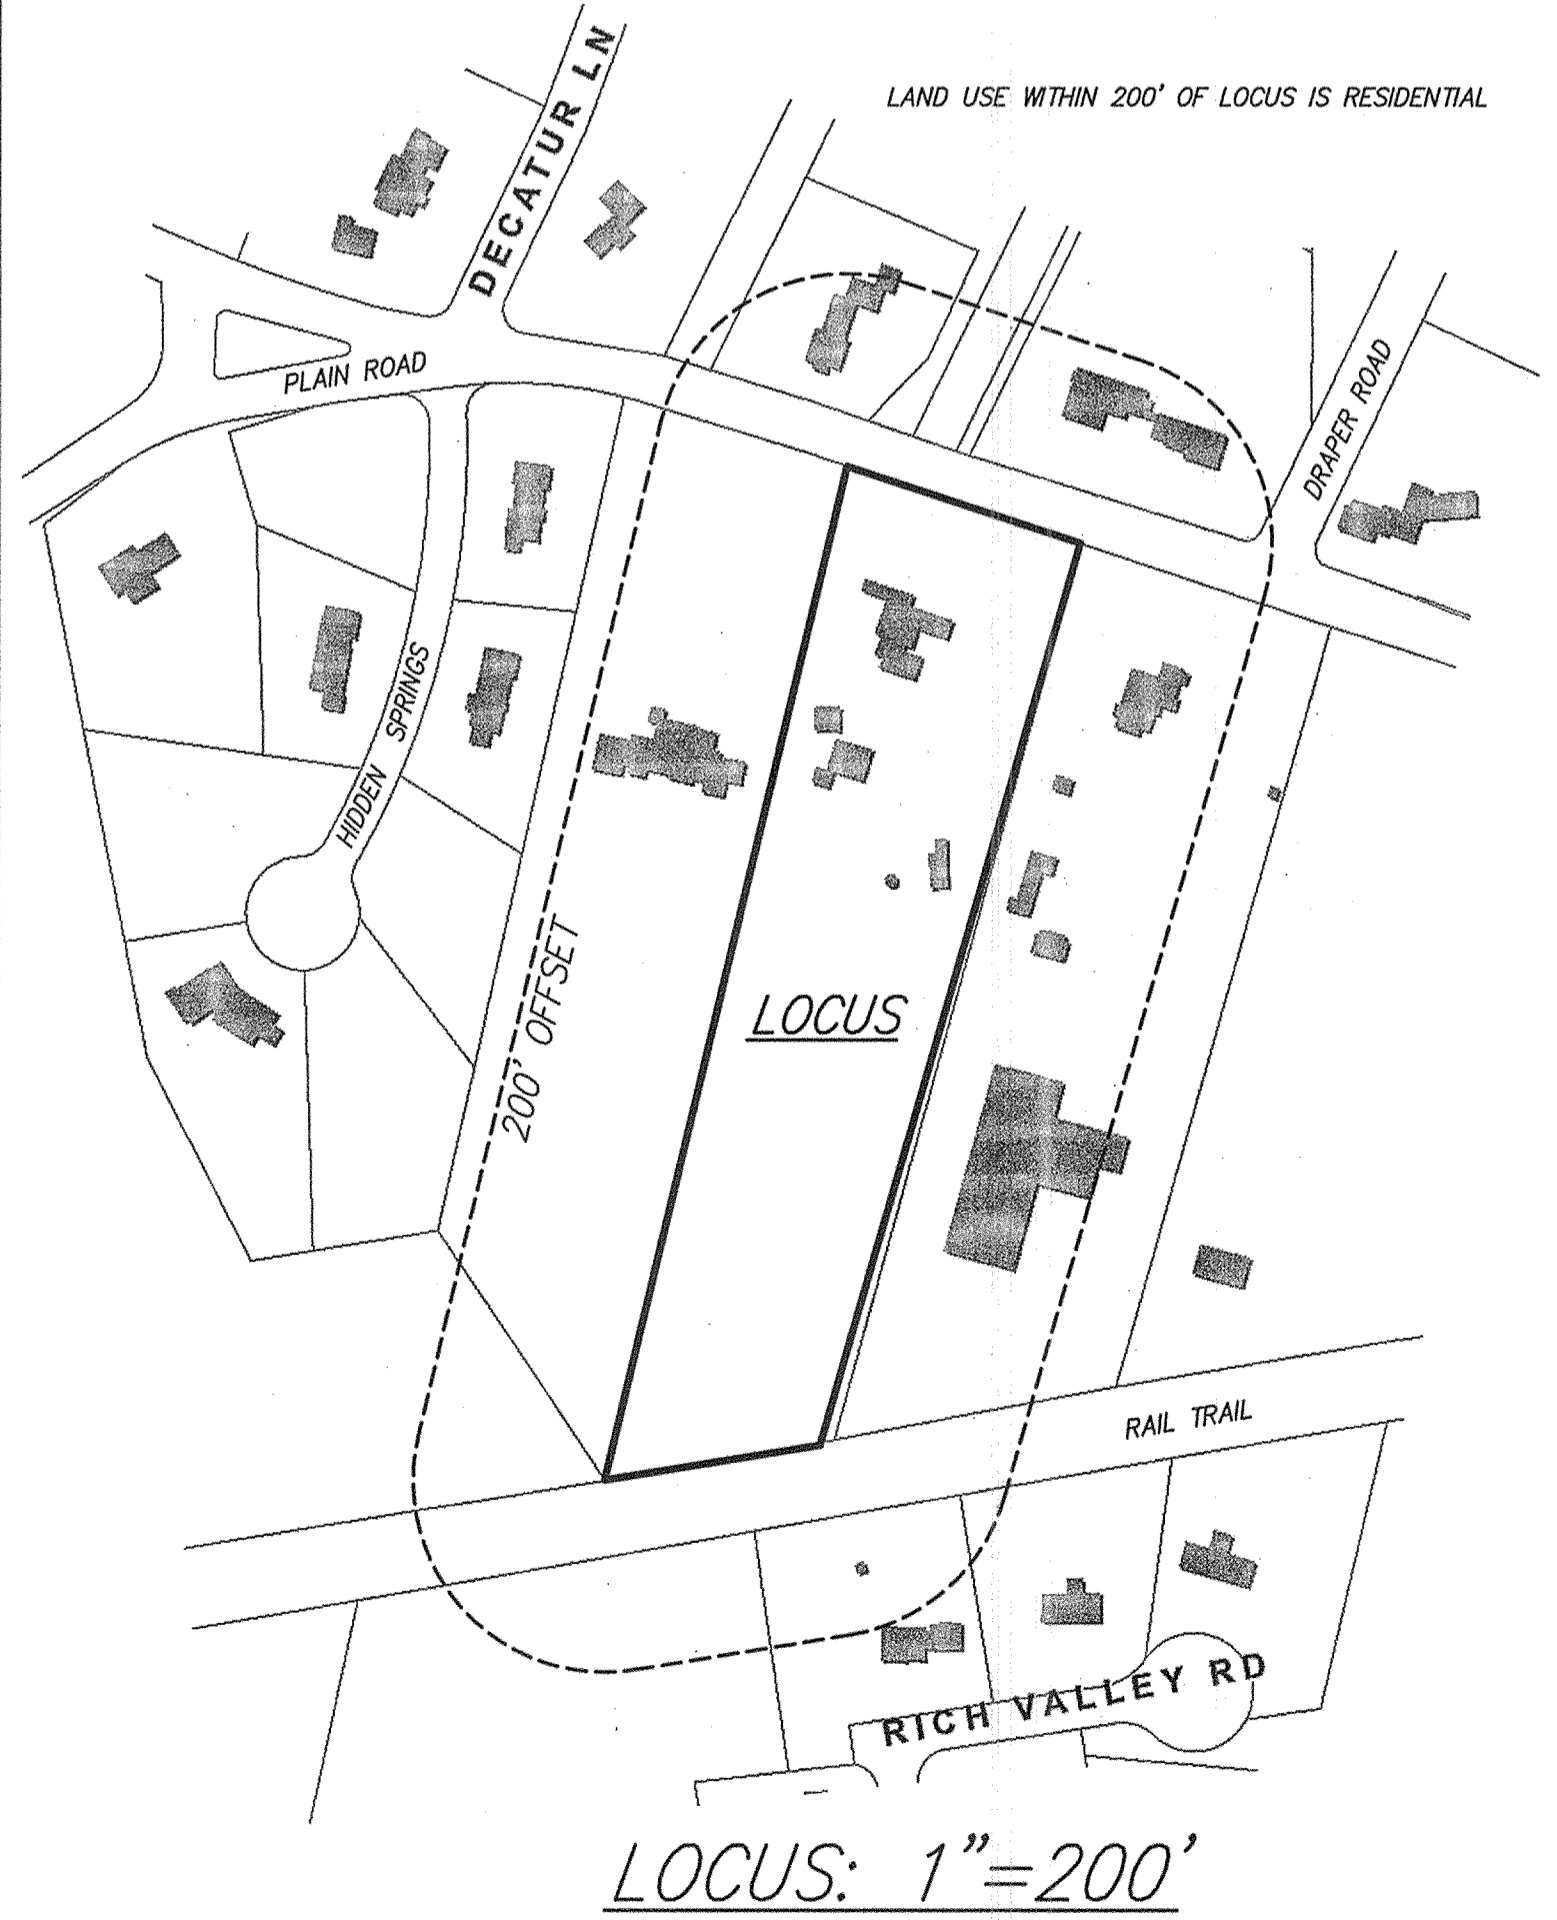 DECATUR LN
LAND USE WITHIN 200' OF LOCUS IS RESIDENTIAL
PLAIN ROAD
DRAPER ROAD
HIDDEN SPRINGS
200' OFFSET
LOCUS
RAIL TRAIL
RICH VALLEY RD
LOCUS: 1"=200'